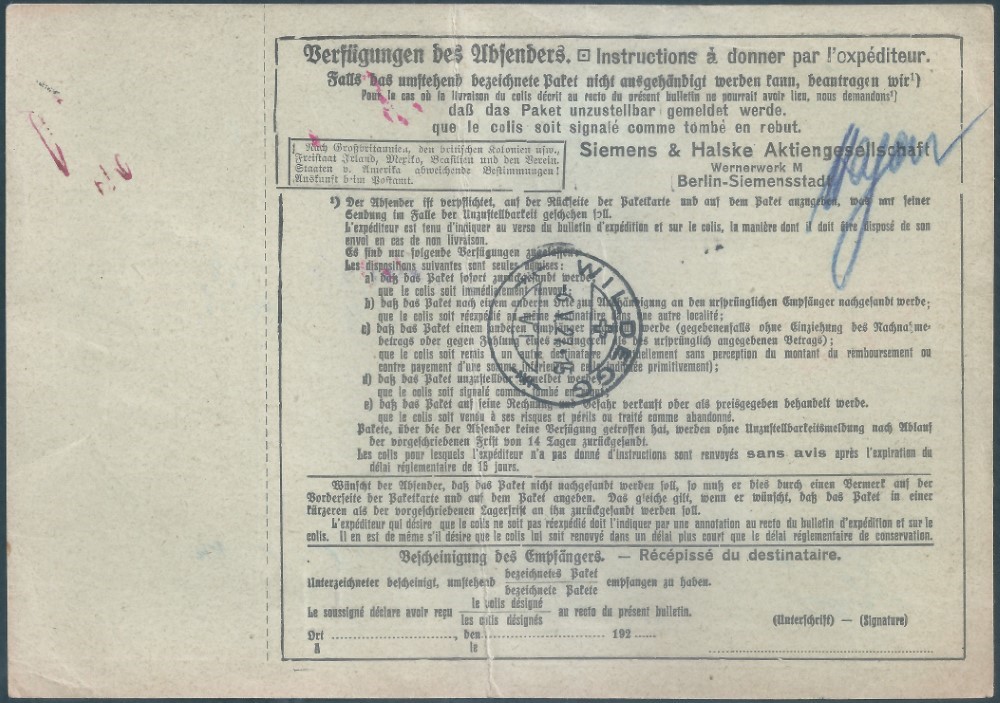 Verfügungen des Absenders. ⊡ Instructions à donner par l'oxpéditeur.
Falls das umstehend bezeichnete Paket nicht ausgehändigt werden kann, beantragen wir¹)
Pour le cas où la livraison du colis décrit au recto du présent bulletin ne pourrait avoir lieu, nous demandons¹)
daß das Paket unzustellbar gemeldet werde.
que le colis soit signalé comme tombé en rebut.
Nach Großbritannien, den britischen Kolonien usw.,
Freistaat Irland, Mexiko, Brasilien und den Verein.
Staaten v. Amerika abweichende Bestimmungen!
Auskunft beim Postamt.
Siemens & Halske Aktiengesellschaft
Wernerwerk M
Berlin-Siemensstadt
¹) Der Absender ist verpflichtet, auf der Rückseite der Paketkarte und auf dem Paket anzugeben, was mit seiner
Sendung im Falle der Unzustellbarkeit geschehen soll.
L'expéditeur est tenu d'indiquer au verso du bulletin d'expédition et sur le colis, la manière dont il doit être disposé de son
envoi en cas de non livraison.
Es sind nur folgende Verfügungen zugelassen:
Les dispositions suivantes sont seules admises:
a) daß das Paket sofort zurückgesandt werde
que le colis soit immédiatement renvoyé
b) daß das Paket nach einem anderen Orte zur Aushändigung an den ursprünglichen Empfänger nachgesandt werde;
que le colis soit réexpédié au même destinataire dans une autre localité;
c) daß das Paket einem anderen Empfänger werde (gegebenenfalls ohne Einziehung des Nachnahme-
betrags oder gegen Zahlung eines geringeren als des ursprünglich angegebenen Betrags);
que le colis soit remis à un autre destinataire sans perception du montant du remboursement ou
contre payement d'une somme primitivement);
d) daß das Paket unzustellbar gemeldet werde
que le colis soit signalé comme tombé en
e) daß das Paket auf seine Rechnung und Gefahr verkauft oder als preisgegeben behandelt werde.
que le colis soit vendu à ses risques et périls ou traité comme abandonné.
Pakete, über die der Absender keine Verfügung getroffen hat, werden ohne Unzustellbarkeitsmeldung nach Ablauf
der vorgeschriebenen Frist von 14 Tagen zurückgesandt.
Les colis pour lesquels l'expéditeur n'a pas donné d'instructions sont renvoyés sans avis après l'expiration du
délai réglementaire de 15 jours.
Wünscht der Absender, daß das Paket nicht nachgesandt werden soll, so muß er dies durch einen Vermerk auf der
Vorderseite der Paketkarte und auf dem Paket angeben. Das gleiche gilt, wenn er wünscht, daß das Paket in einer
kürzeren als der vorgeschriebenen Lagerfrist an ihn zurückgesandt werden soll.
L'expéditeur qui désire que le colis ne soit pas réexpédié doit l'indiquer par une annotation au recto du bulletin d'expédition et sur le
colis. Il en est de même s'il désire que le colis lui soit renvoyé dans un délai plus court que le délai réglementaire de conservation.
Bescheinigung des Empfängers. — Récépissé du destinataire.
Unterzeichneter bescheinigt, umstehend bezeichnetes Paket / bezeichnete Pakete empfangen zu haben.
Le soussigné déclare avoir reçu le colis désigné / les colis désignés au recto du présent bulletin.
(Unterschrift) — (Signature)
Ort ........................, den........................ 192 ......
A le
WILDEGG